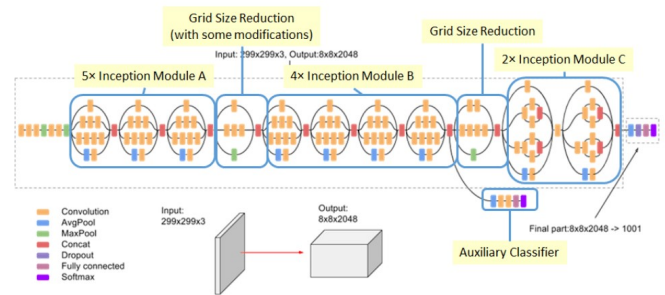 Grid Size Reduction
(with some modifications)
Grid Size Reduction
Input: 299x299x3, Output:8x8x2048
5× Inception Module A
4× Inception Module B
2× Inception Module C
Convolution
AvgPool
MaxPool
Concat
Dropout
Fully connected
Softmax
Input:
299x299x3
Output:
8x8x2048
Auxiliary Classifier
Final part:8x8x2048 -> 1001